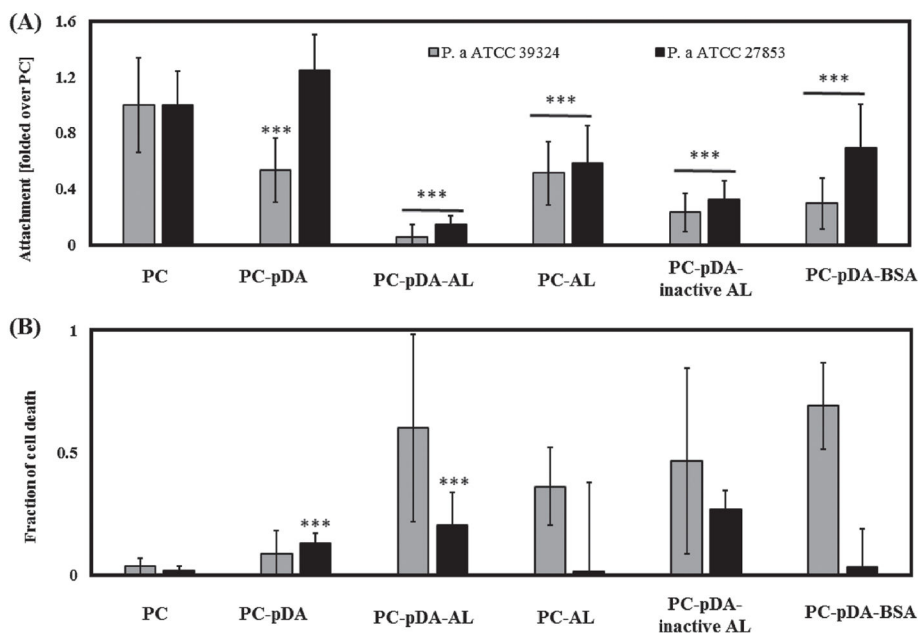 (A)
Attachment [folded over PC]
1.6
1.2
0.8
0.4
0
P. a ATCC 39324
P. a ATCC 27853
***
***
***
***
***
PC
PC-pDA
PC-pDA-AL
PC-AL
PC-pDA-
inactive AL
PC-pDA-BSA
(B)
Fraction of cell death
1
0.5
0
***
***
PC
PC-pDA
PC-pDA-AL
PC-AL
PC-pDA-
inactive AL
PC-pDA-BSA